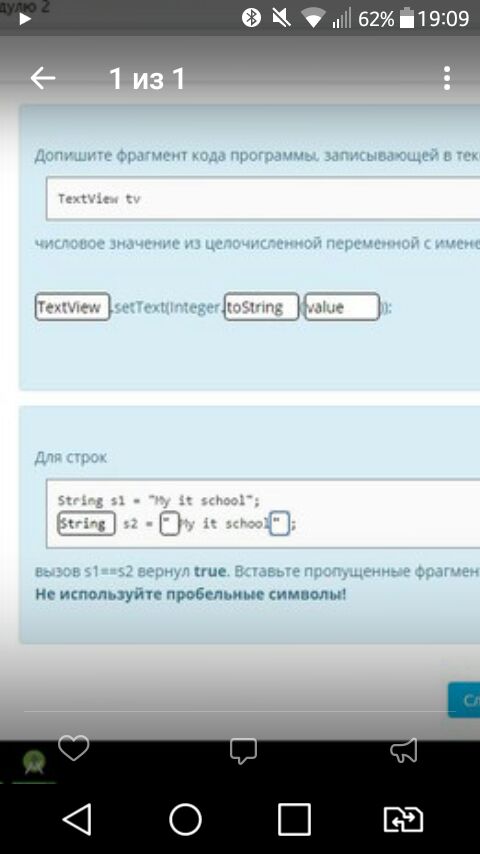 дулю 2
62% 19:09
1 из 1
Допишите фрагмент кода программы, записывающей в тек
TextView tv
числовое значение из целочисленной переменной с имене
TextView .setText(Integer. toString ( value ));
Для строк
String s1 = "My it school";
String s2 = " My it school " ;
вызов s1==s2 вернул true. Вставьте пропущенные фрагмен
Не используйте пробельные символы!
Сл